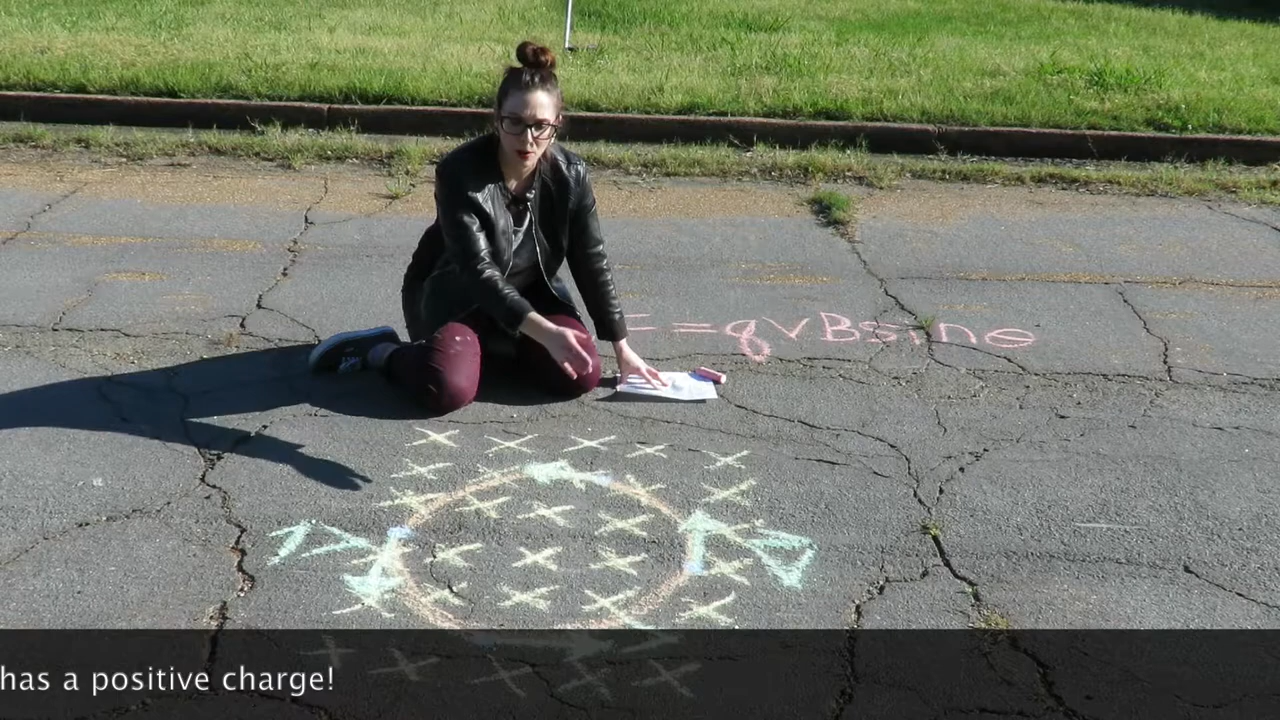 F = qvBsinθ
has a positive charge!